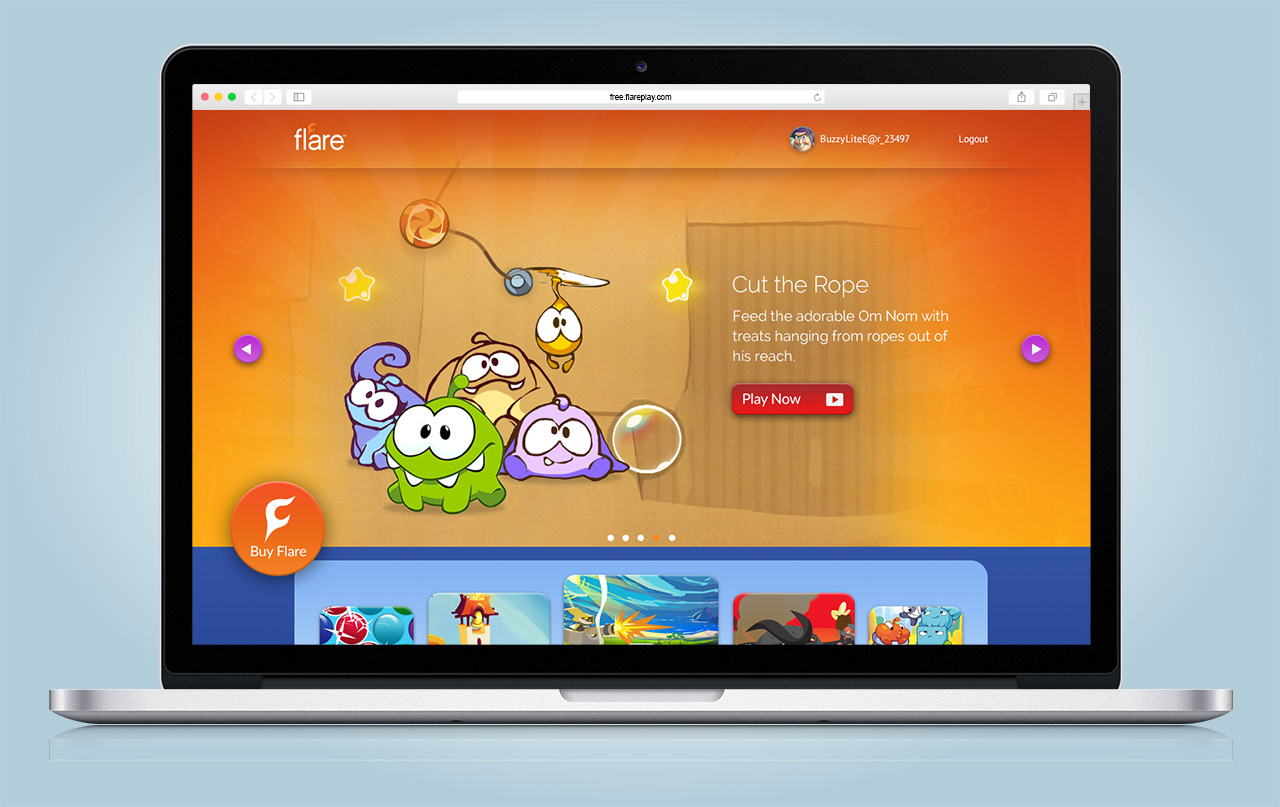 free.flareplay.com
flare
BuzzyLiteE@r_23497
Logout
Cut the Rope
Feed the adorable Om Nom with
treats hanging from ropes out of
his reach.
Play Now
Buy Flare